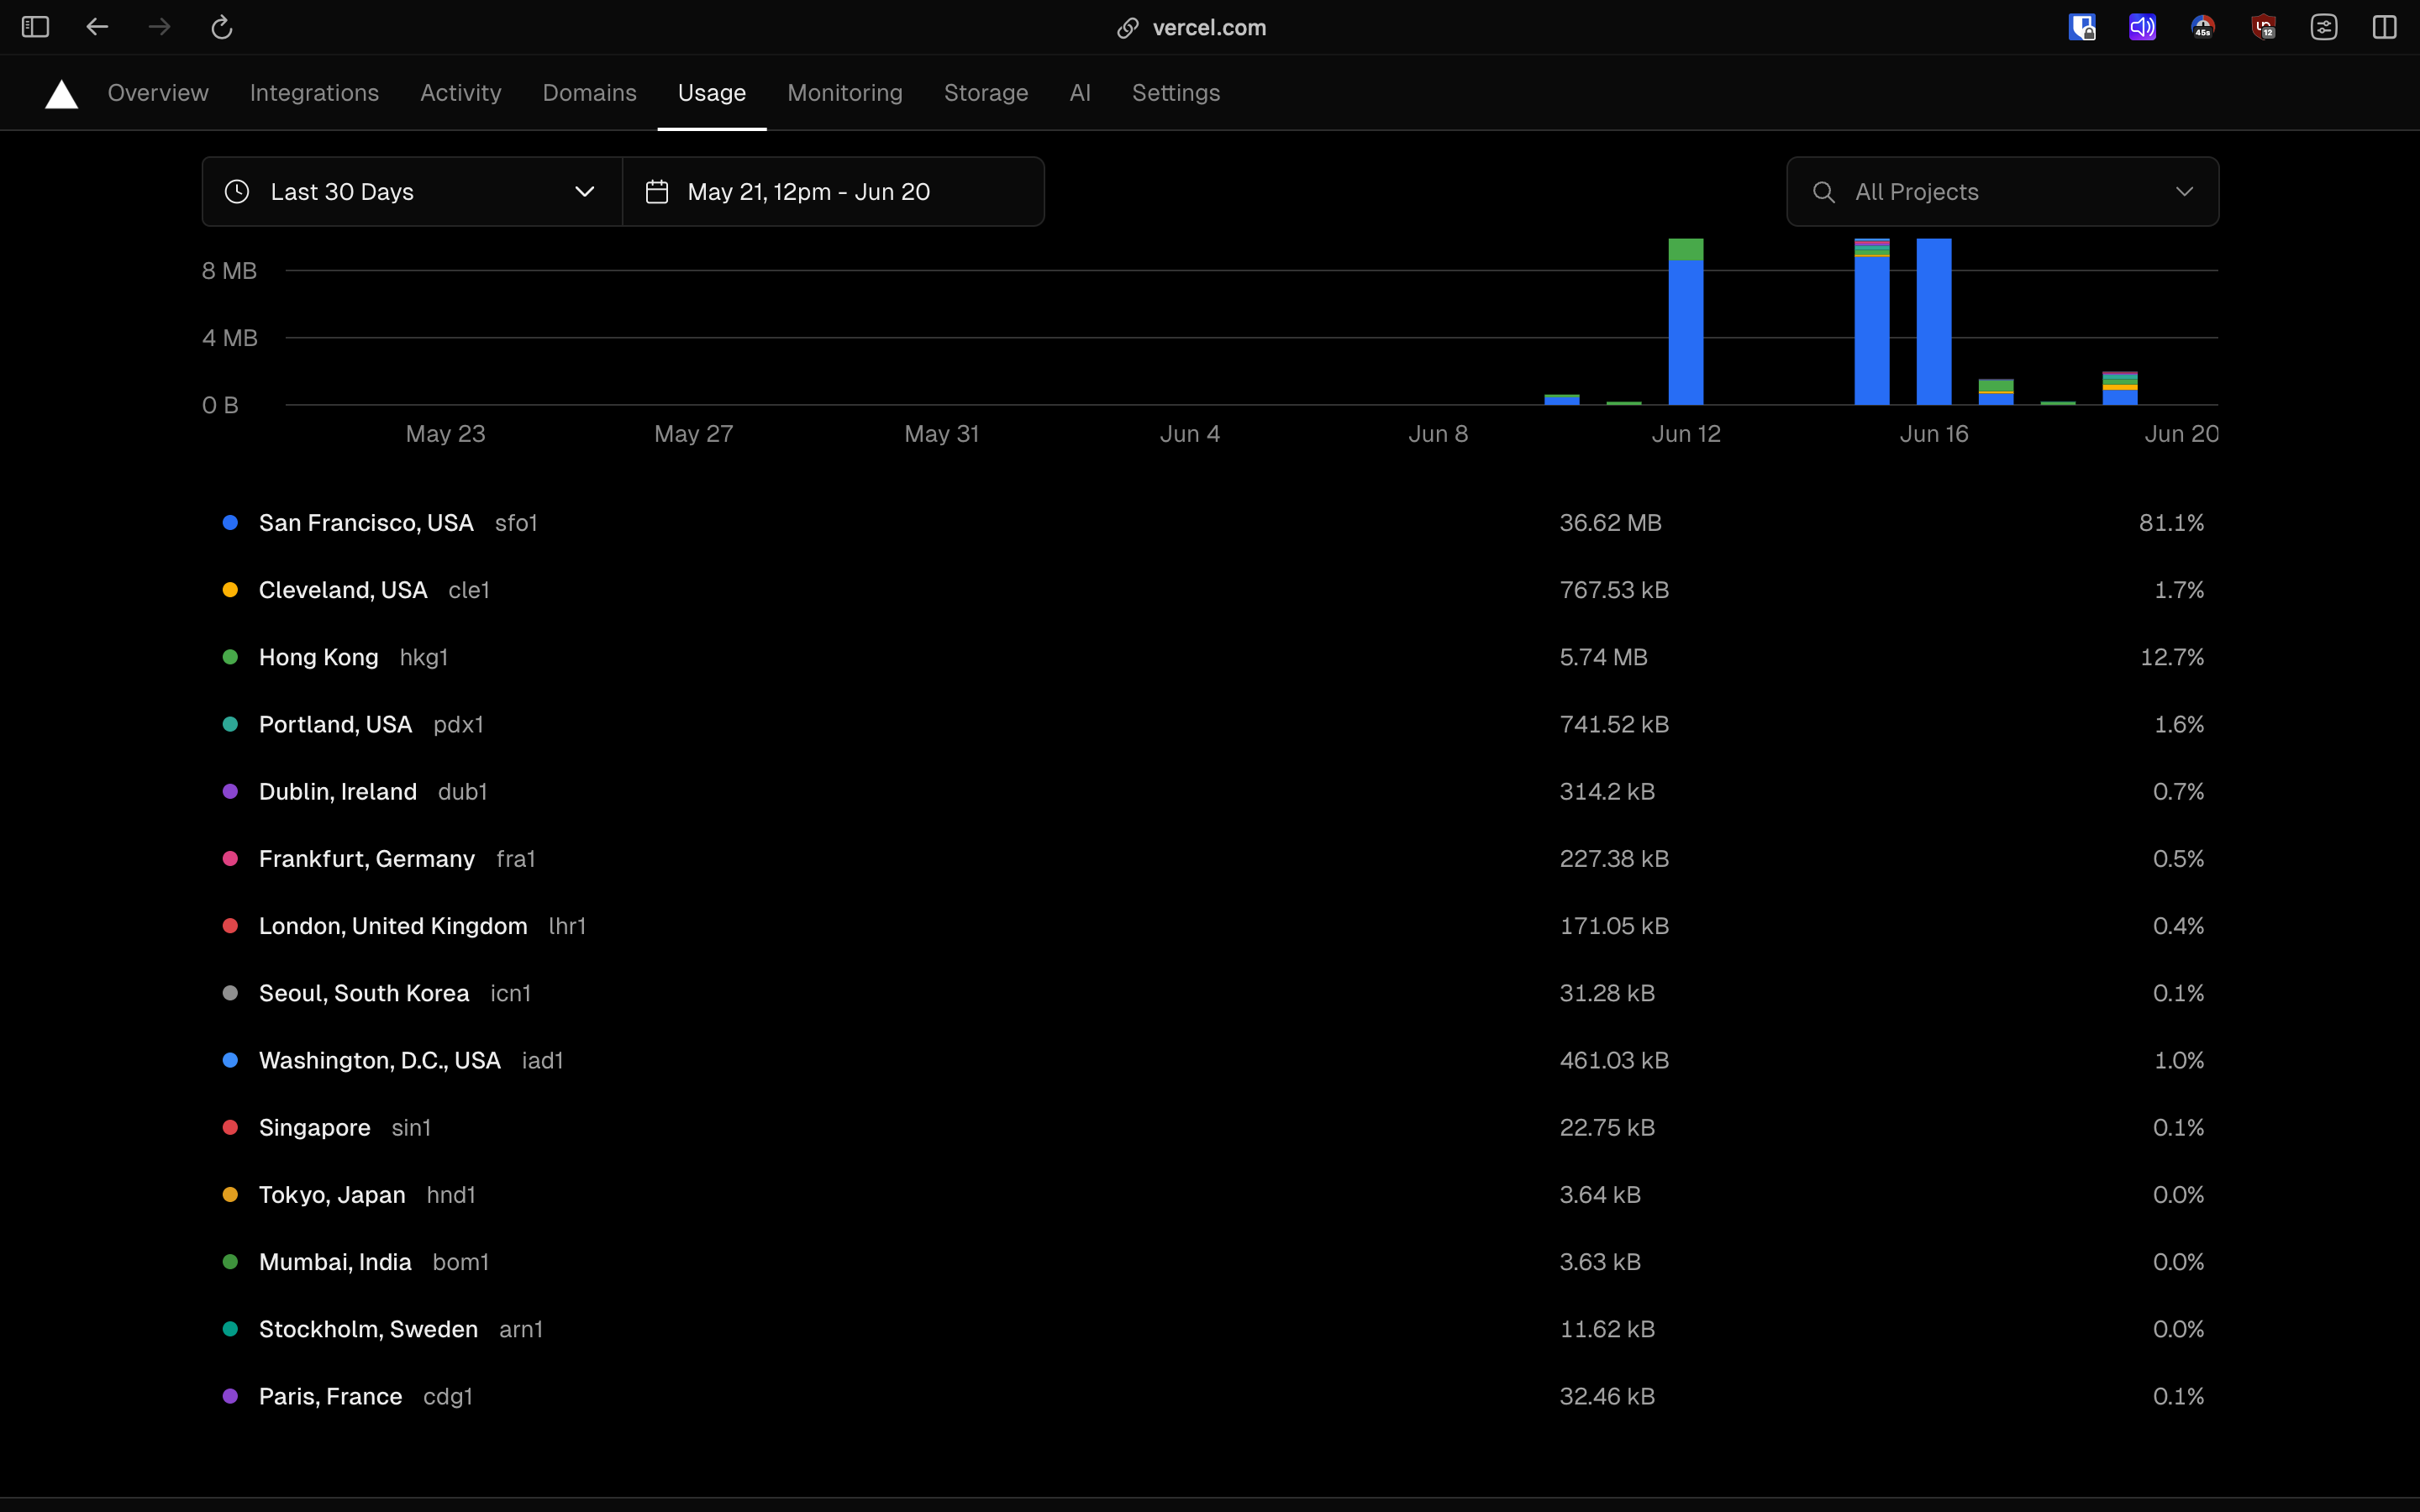 vercel.com
45s
12
Overview Integrations Activity Domains Usage Monitoring Storage AI Settings
Last 30 Days May 21, 12pm - Jun 20 All Projects
8 MB
4 MB
0 B
May 23 May 27 May 31 Jun 4 Jun 8 Jun 12 Jun 16 Jun 20
San Francisco, USA sfo1 36.62 MB 81.1%
Cleveland, USA cle1 767.53 kB 1.7%
Hong Kong hkg1 5.74 MB 12.7%
Portland, USA pdx1 741.52 kB 1.6%
Dublin, Ireland dub1 314.2 kB 0.7%
Frankfurt, Germany fra1 227.38 kB 0.5%
London, United Kingdom lhr1 171.05 kB 0.4%
Seoul, South Korea icn1 31.28 kB 0.1%
Washington, D.C., USA iad1 461.03 kB 1.0%
Singapore sin1 22.75 kB 0.1%
Tokyo, Japan hnd1 3.64 kB 0.0%
Mumbai, India bom1 3.63 kB 0.0%
Stockholm, Sweden arn1 11.62 kB 0.0%
Paris, France cdg1 32.46 kB 0.1%